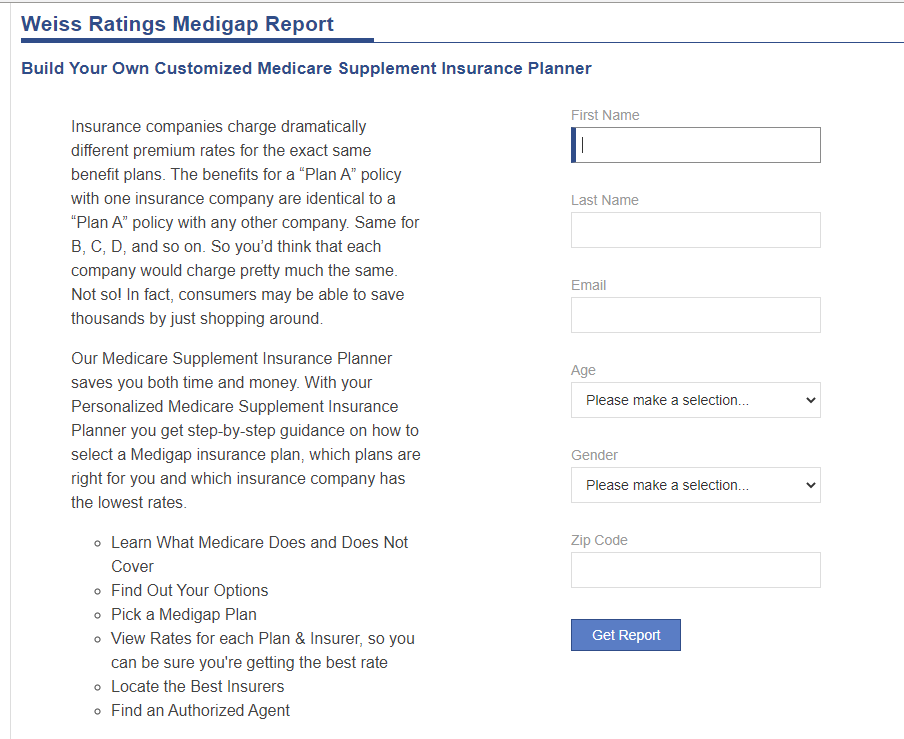 Weiss Ratings Medigap Report
Build Your Own Customized Medicare Supplement Insurance Planner
Insurance companies charge dramatically
different premium rates for the exact same
benefit plans. The benefits for a “Plan A” policy
with one insurance company are identical to a
“Plan A” policy with any other company. Same for
B, C, D, and so on. So you’d think that each
company would charge pretty much the same.
Not so! In fact, consumers may be able to save
thousands by just shopping around.
Our Medicare Supplement Insurance Planner
saves you both time and money. With your
Personalized Medicare Supplement Insurance
Planner you get step-by-step guidance on how to
select a Medigap insurance plan, which plans are
right for you and which insurance company has
the lowest rates.
Learn What Medicare Does and Does Not
Cover
Find Out Your Options
Pick a Medigap Plan
View Rates for each Plan & Insurer, so you
can be sure you're getting the best rate
Locate the Best Insurers
Find an Authorized Agent
First Name
Last Name
Email
Age
Please make a selection...
Gender
Please make a selection...
Zip Code
Get Report